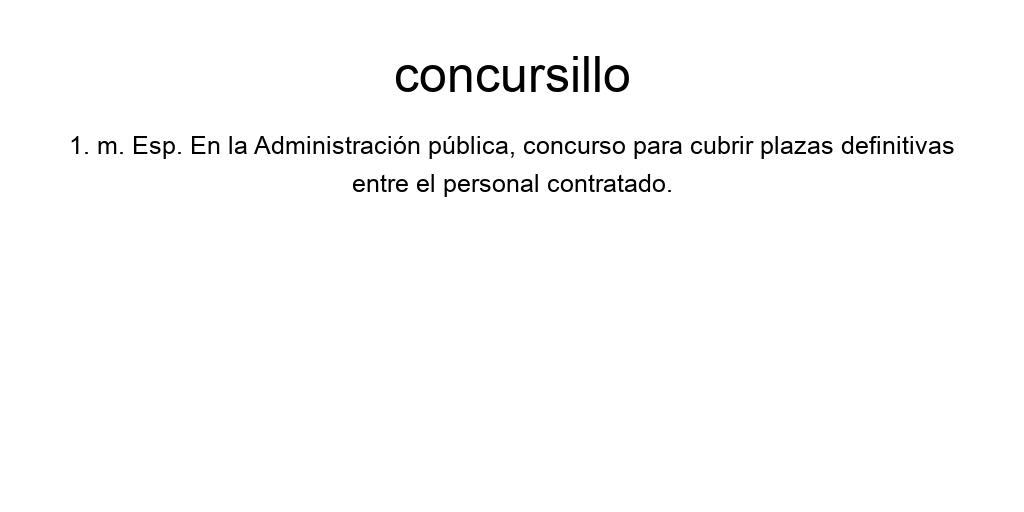 concursillo
1. m. Esp. En la Administración pública, concurso para cubrir plazas definitivas
entre el personal contratado.